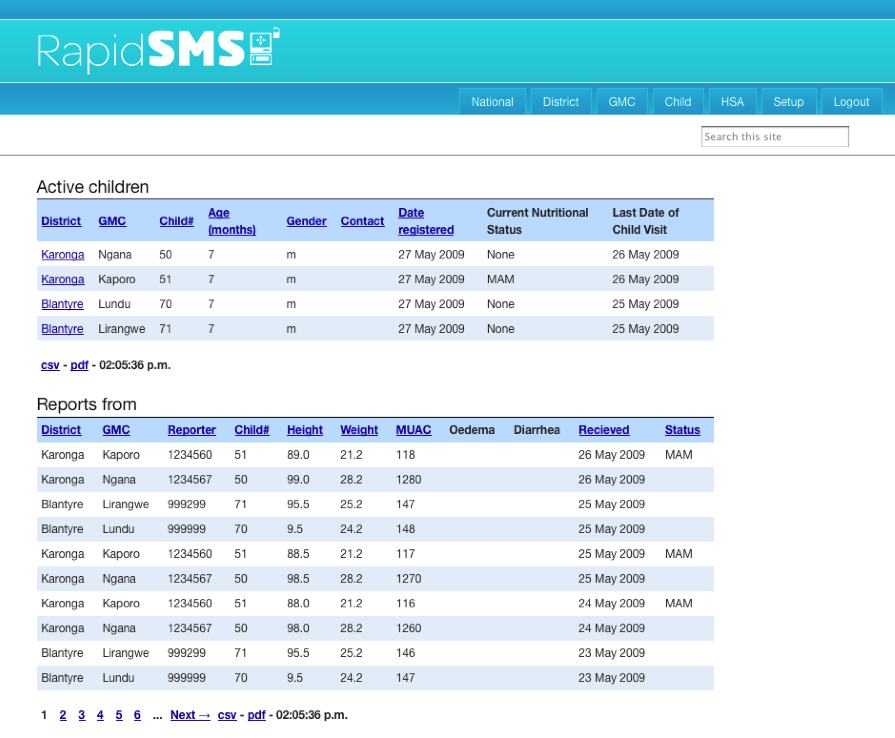 RapidSMS
National District GMC Child HSA Setup Logout
Search this site
Active children
District GMC Child# Age (months) Gender Contact Date registered Current Nutritional Status Last Date of Child Visit
Karonga Ngana 50 7 m 27 May 2009 None 26 May 2009
Karonga Kaporo 51 7 m 27 May 2009 MAM 26 May 2009
Blantyre Lundu 70 7 m 27 May 2009 None 25 May 2009
Blantyre Lirangwe 71 7 m 27 May 2009 None 25 May 2009
csv - pdf - 02:05:36 p.m.
Reports from
District GMC Reporter Child# Height Weight MUAC Oedema Diarrhea Recieved Status
Karonga Kaporo 1234560 51 89.0 21.2 118 26 May 2009 MAM
Karonga Ngana 1234567 50 99.0 28.2 1280 26 May 2009
Blantyre Lirangwe 999299 71 95.5 25.2 147 25 May 2009
Blantyre Lundu 999999 70 9.5 24.2 148 25 May 2009
Karonga Kaporo 1234560 51 88.5 21.2 117 25 May 2009 MAM
Karonga Ngana 1234567 50 98.5 28.2 1270 25 May 2009
Karonga Kaporo 1234560 51 88.0 21.2 116 24 May 2009 MAM
Karonga Ngana 1234567 50 98.0 28.2 1260 24 May 2009
Blantyre Lirangwe 999299 71 95.5 25.2 146 23 May 2009
Blantyre Lundu 999999 70 9.5 24.2 147 23 May 2009
1 2 3 4 5 6 ... Next → csv - pdf - 02:05:36 p.m.